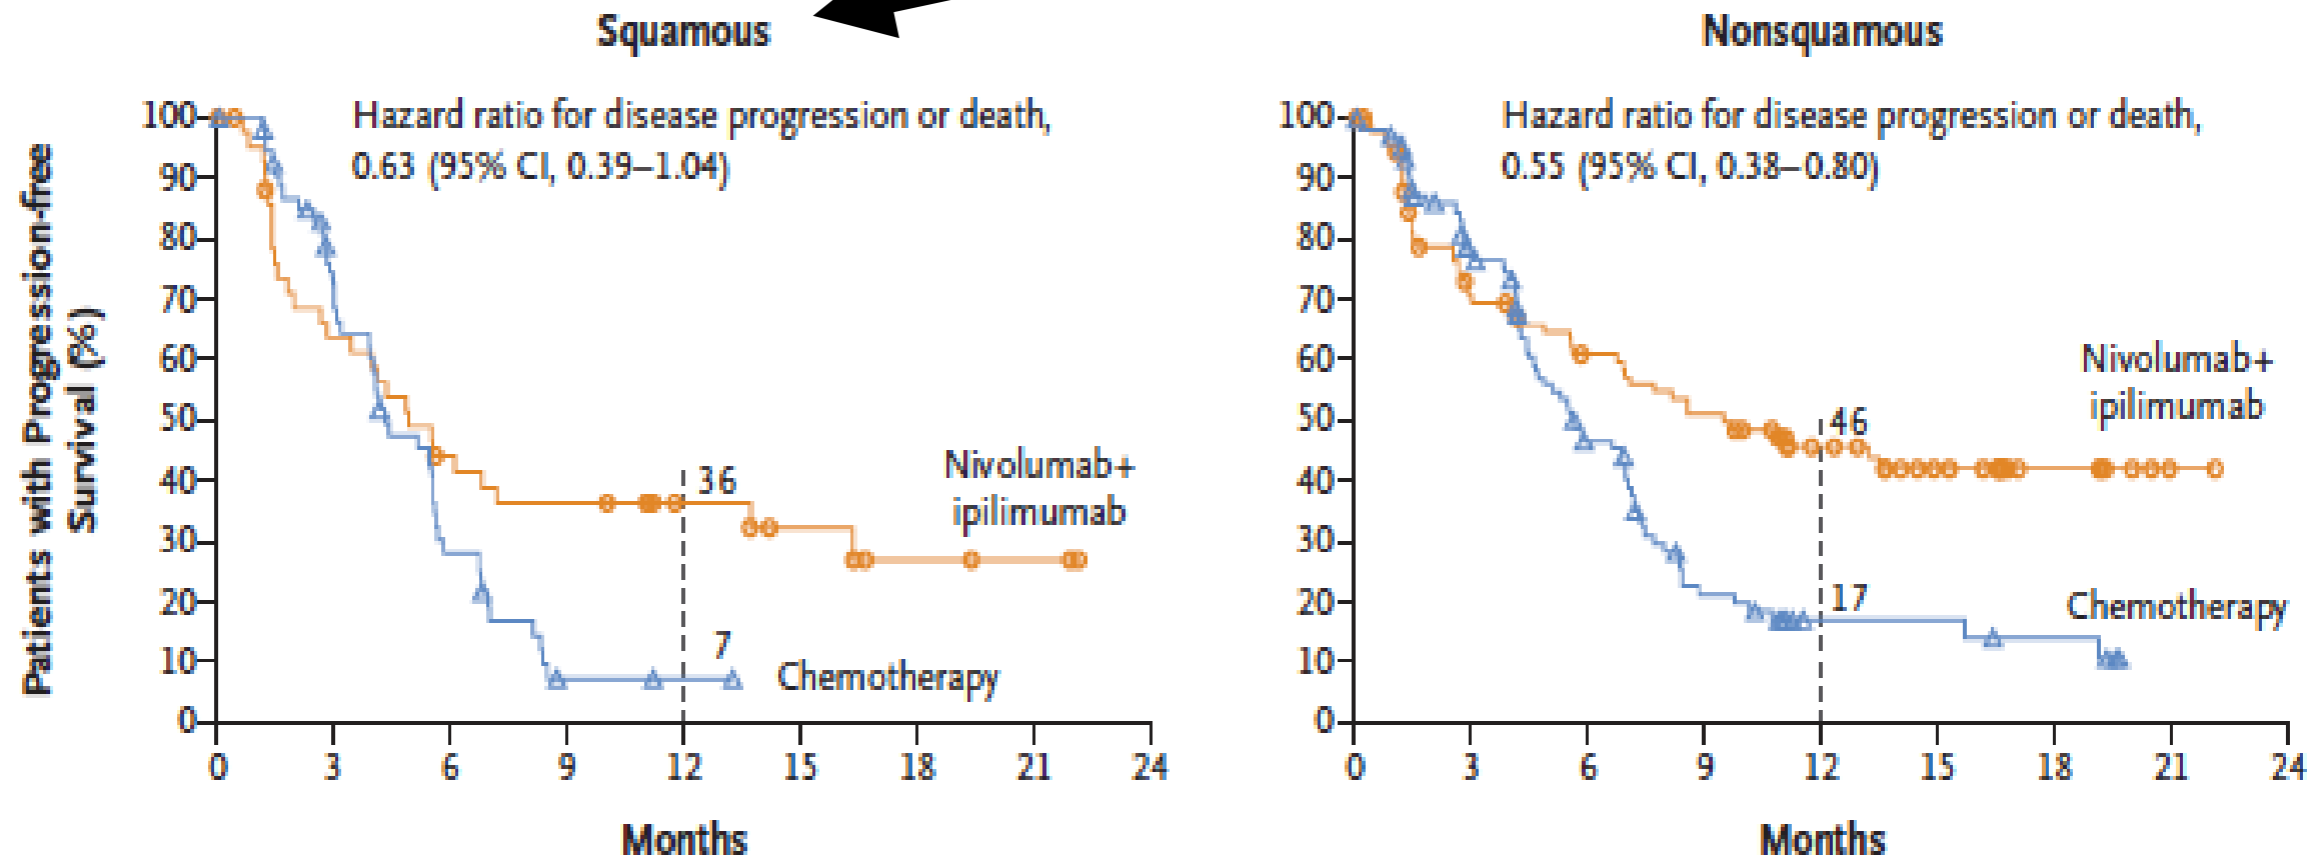 Squamous
Hazard ratio for disease progression or death,
0.63 (95% CI, 0.39–1.04)
Patients with Progression-free
Survival (%)
100
90
80
70
60
50
40
30
20
10
0
36
7
Nivolumab+
ipilimumab
Chemotherapy
0 3 6 9 12 15 18 21 24
Months
Nonsquamous
Hazard ratio for disease progression or death,
0.55 (95% CI, 0.38–0.80)
100
90
80
70
60
50
40
30
20
10
0
46
17
Nivolumab+
ipilimumab
Chemotherapy
0 3 6 9 12 15 18 21 24
Months